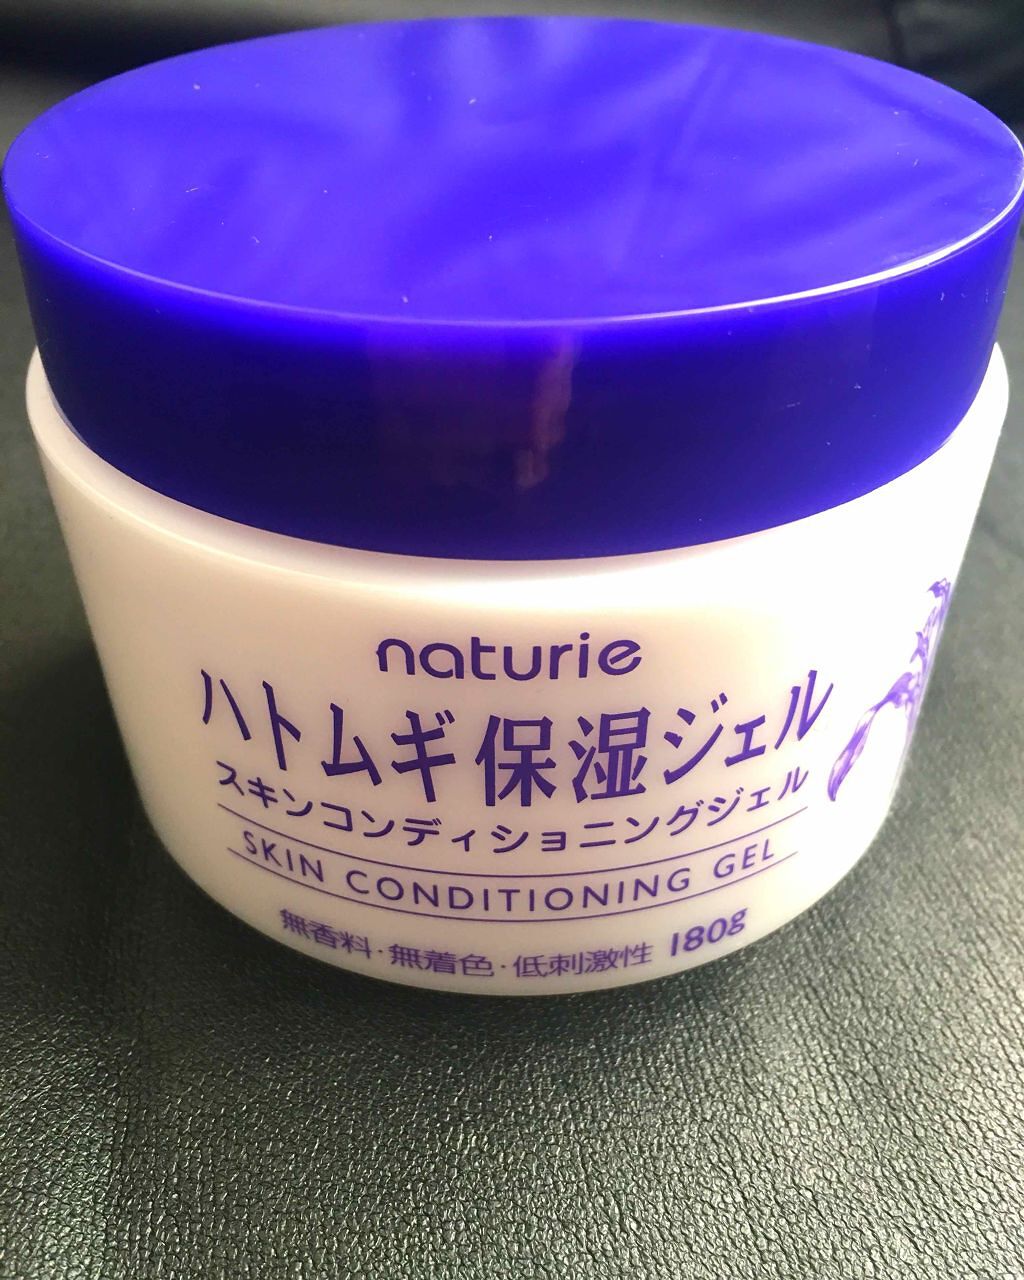 naturie
ハトムギ保湿ジェル
スキンコンディショニングジェル
SKIN CONDITIONING GEL
無香料・無着色・低刺激性 180g